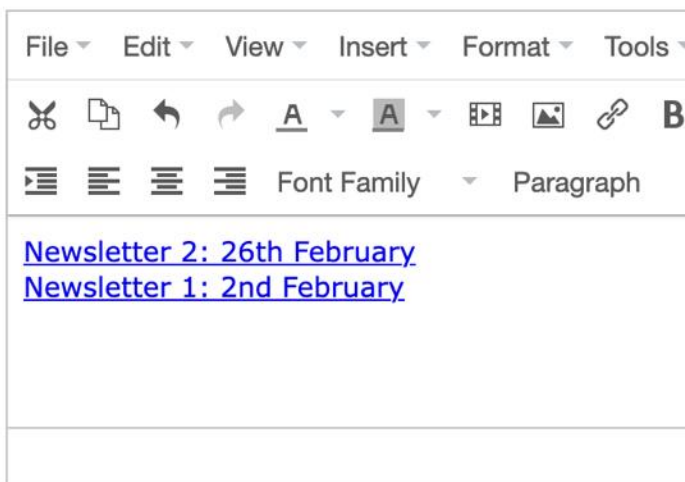 File Edit View Insert Format Tools
A A B
Font Family Paragraph
Newsletter 2: 26th February
Newsletter 1: 2nd February